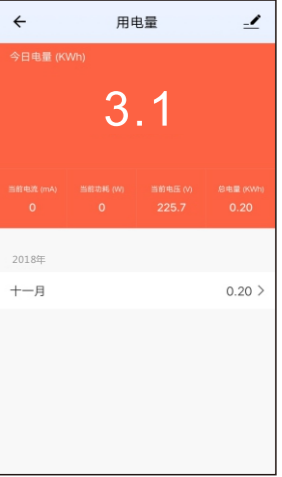 用电量
今日电量 (KWh)
3.1
当前电流 (mA) 当前功耗 (W) 当前电压 (V) 总电量 (KWh)
0 0 225.7 0.20
2018年
十一月 0.20